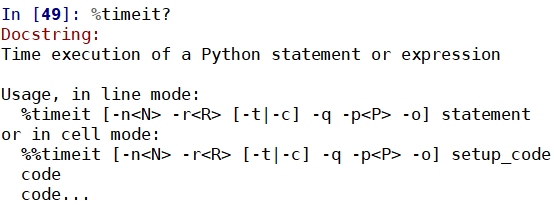 In [49]: %timeit?
Docstring:
Time execution of a Python statement or expression

Usage, in line mode:
  %timeit [-n<N> -r<R> [-t|-c] -q -p<P> -o] statement
or in cell mode:
  %%timeit [-n<N> -r<R> [-t|-c] -q -p<P> -o] setup_code
  code
  code...